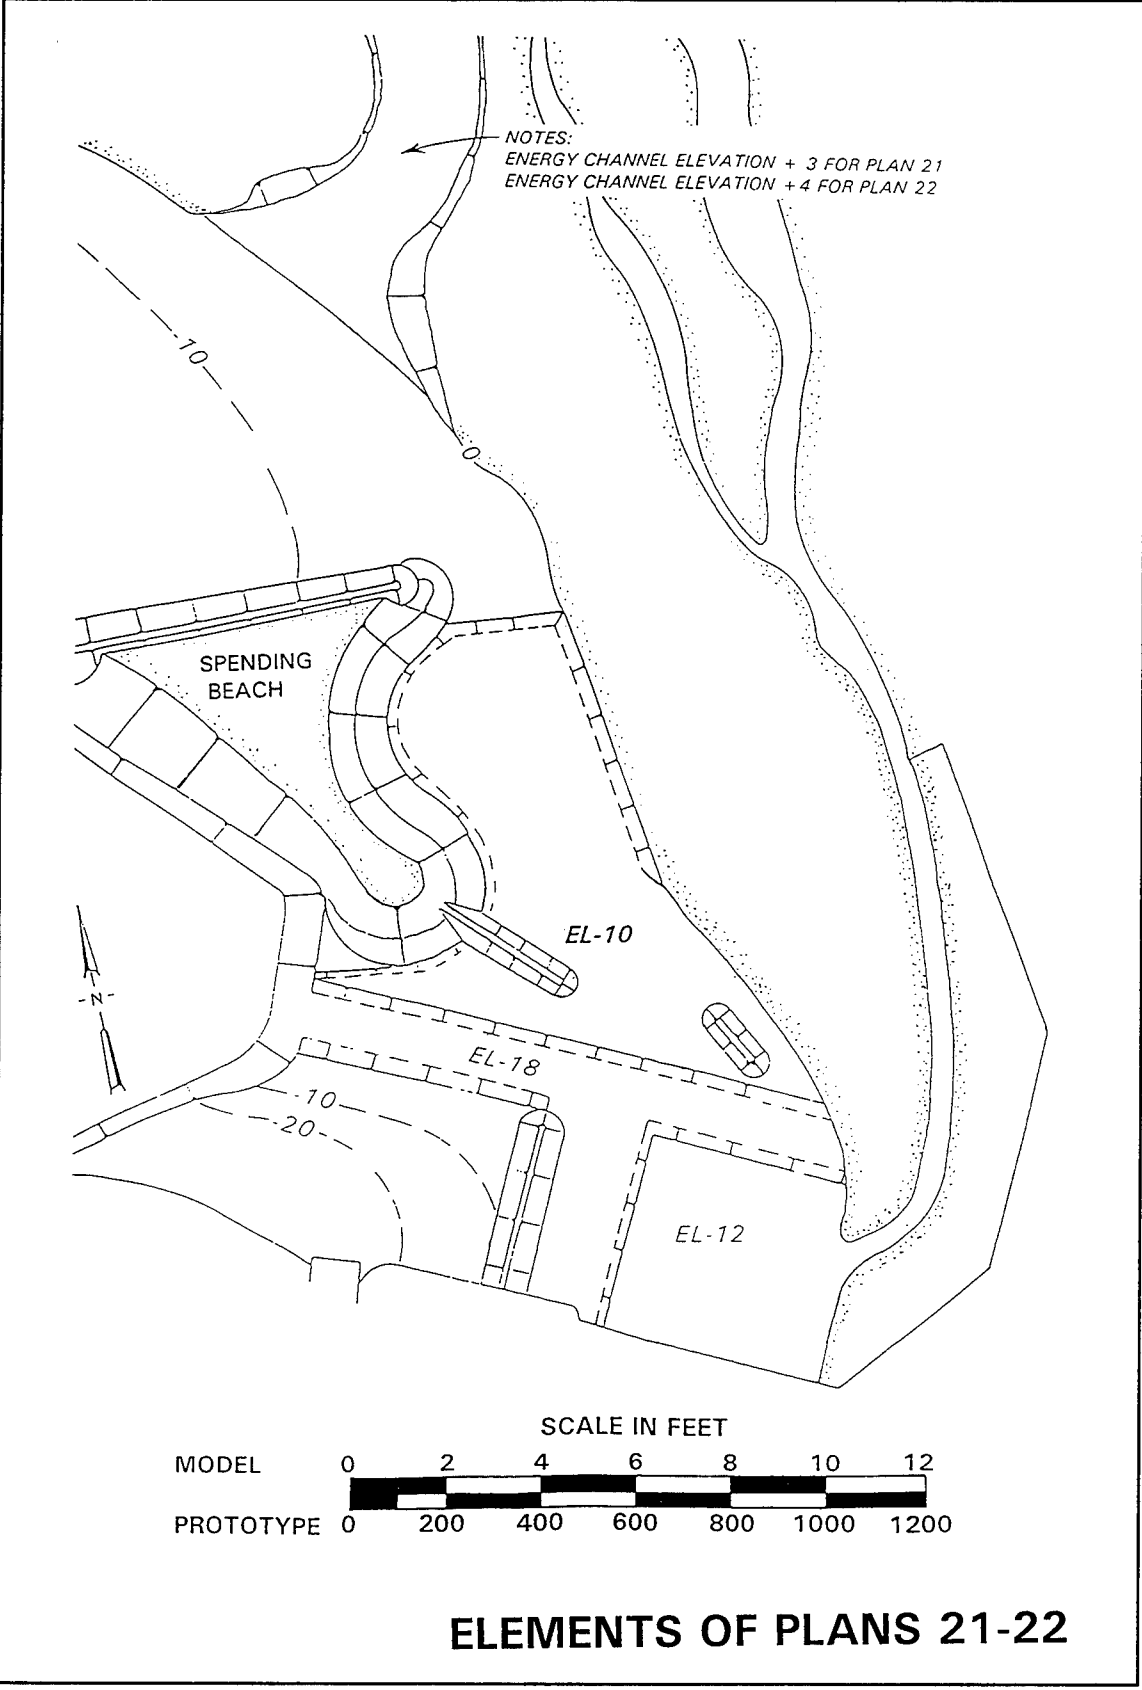 NOTES:
ENERGY CHANNEL ELEVATION + 3 FOR PLAN 21
ENERGY CHANNEL ELEVATION +4 FOR PLAN 22
-10
0
SPENDING
BEACH
EL-10
-N-
EL-18
-10
-20
EL-12
SCALE IN FEET
MODEL 0 2 4 6 8 10 12
PROTOTYPE 0 200 400 600 800 1000 1200
ELEMENTS OF PLANS 21-22